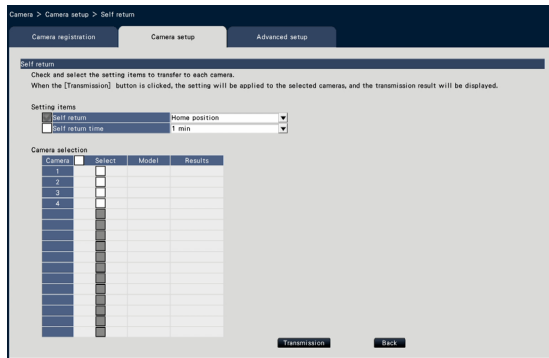 Camera > Camera setup > Self return
Camera registration
Camera setup
Advanced setup
Self return
Check and select the setting items to transfer to each camera.
When the [Transmission] button is clicked, the setting will be applied to the selected cameras, and the transmission result will be displayed.
Setting items
Self return Home position
Self return time 1 min
Camera selection
Camera Select Model Results
1
2
3
4
Transmission Back